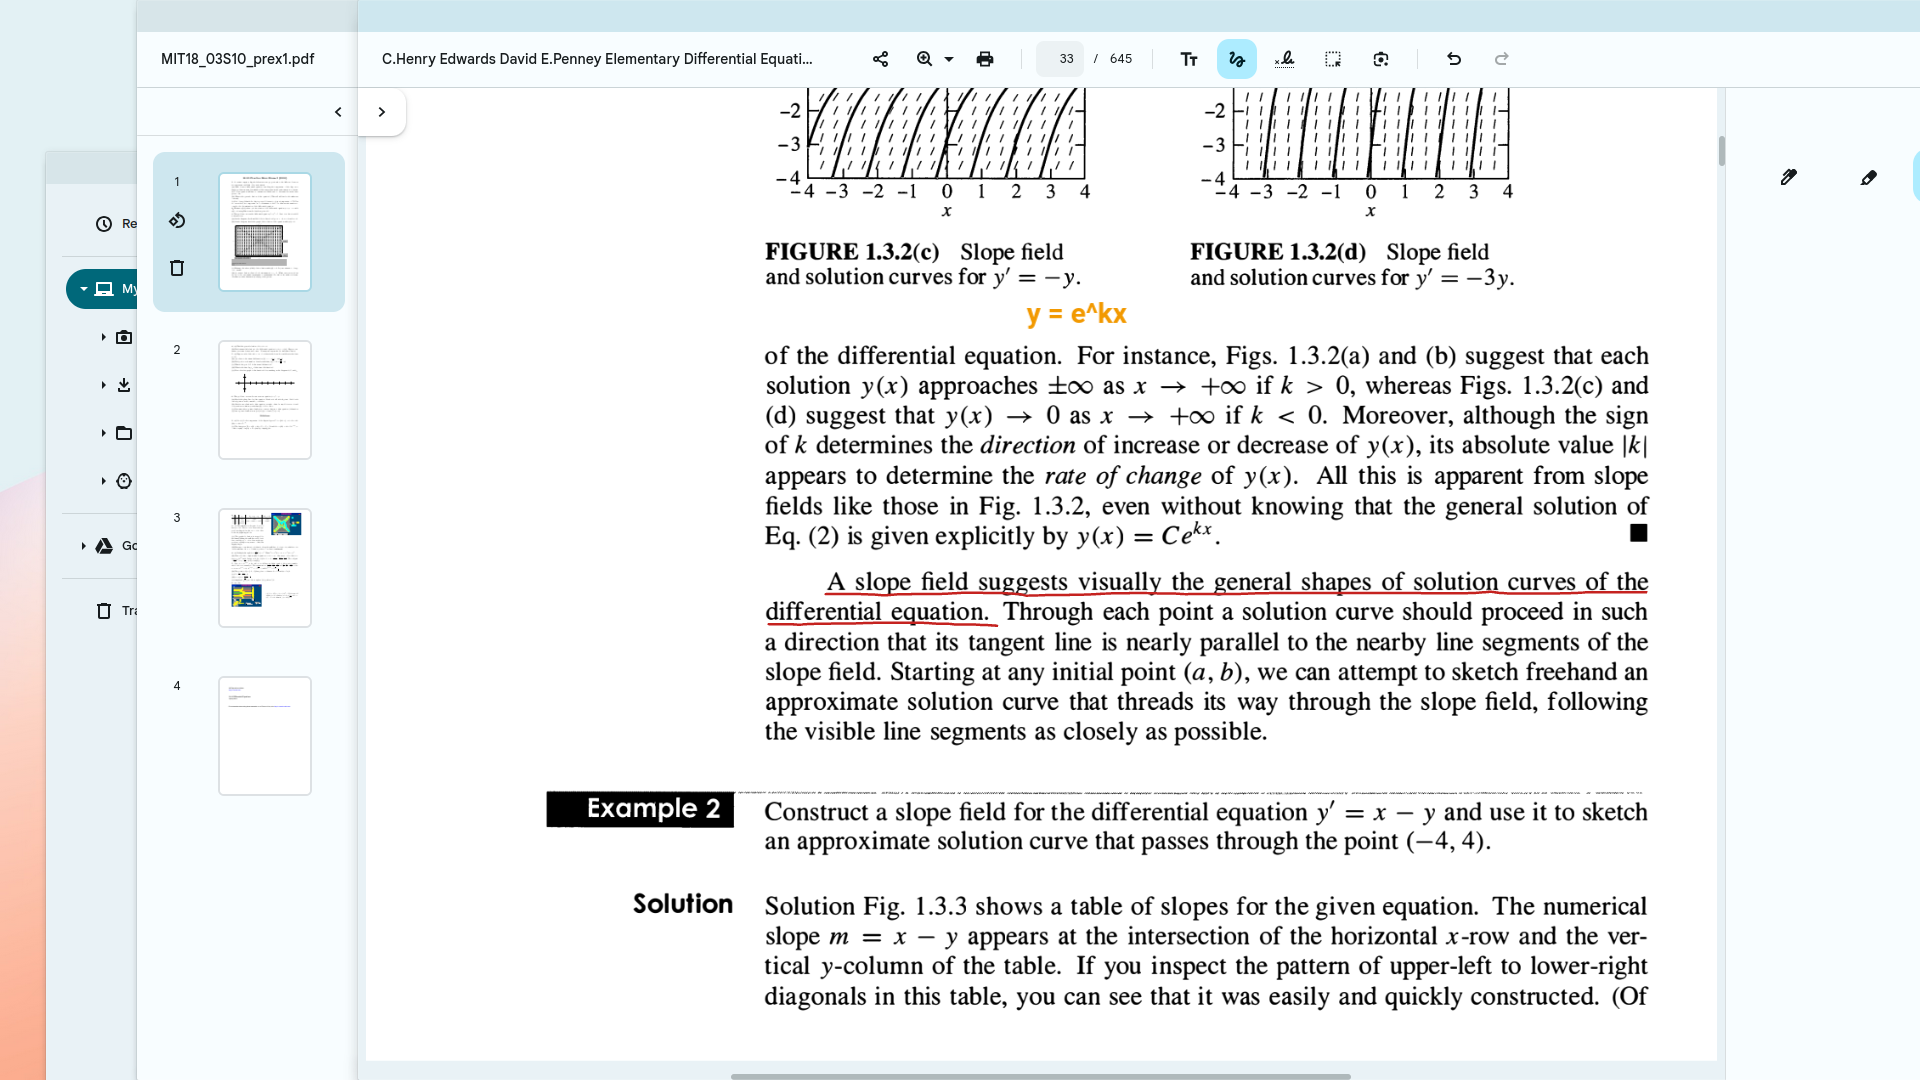 MIT18_03S10_prex1.pdf
C.Henry Edwards David E.Penney Elementary Differential Equati...
33 / 645
Re
My
Go
Tra
1
2
3
4
-2
-3
-4
-4 -3 -2 -1 0 1 2 3 4
x
-2
-3
-4
-4 -3 -2 -1 0 1 2 3 4
x
FIGURE 1.3.2(c) Slope field
and solution curves for y′ = −y.
FIGURE 1.3.2(d) Slope field
and solution curves for y′ = −3y.
y = e^kx
of the differential equation. For instance, Figs. 1.3.2(a) and (b) suggest that each
solution y(x) approaches ±∞ as x → +∞ if k > 0, whereas Figs. 1.3.2(c) and
(d) suggest that y(x) → 0 as x → +∞ if k < 0. Moreover, although the sign
of k determines the direction of increase or decrease of y(x), its absolute value |k|
appears to determine the rate of change of y(x). All this is apparent from slope
fields like those in Fig. 1.3.2, even without knowing that the general solution of
Eq. (2) is given explicitly by y(x) = Ce^kx.
A slope field suggests visually the general shapes of solution curves of the
differential equation. Through each point a solution curve should proceed in such
a direction that its tangent line is nearly parallel to the nearby line segments of the
slope field. Starting at any initial point (a, b), we can attempt to sketch freehand an
approximate solution curve that threads its way through the slope field, following
the visible line segments as closely as possible.
Example 2
Construct a slope field for the differential equation y′ = x − y and use it to sketch
an approximate solution curve that passes through the point (−4, 4).
Solution
Solution Fig. 1.3.3 shows a table of slopes for the given equation. The numerical
slope m = x − y appears at the intersection of the horizontal x-row and the ver-
tical y-column of the table. If you inspect the pattern of upper-left to lower-right
diagonals in this table, you can see that it was easily and quickly constructed. (Of